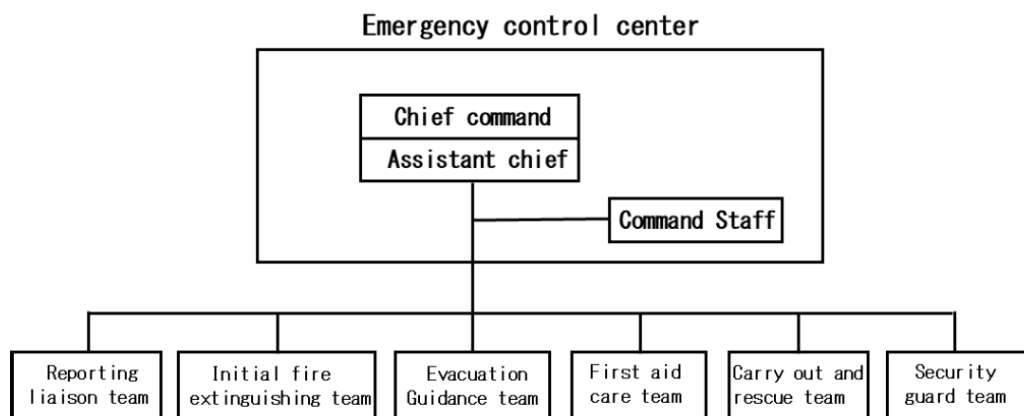 Emergency control center
Chief command
Assistant chief
Command Staff
Reporting
liaison team
Initial fire
extinguishing team
Evacuation
Guidance team
First aid
care team
Carry out and
rescue team
Security
guard team